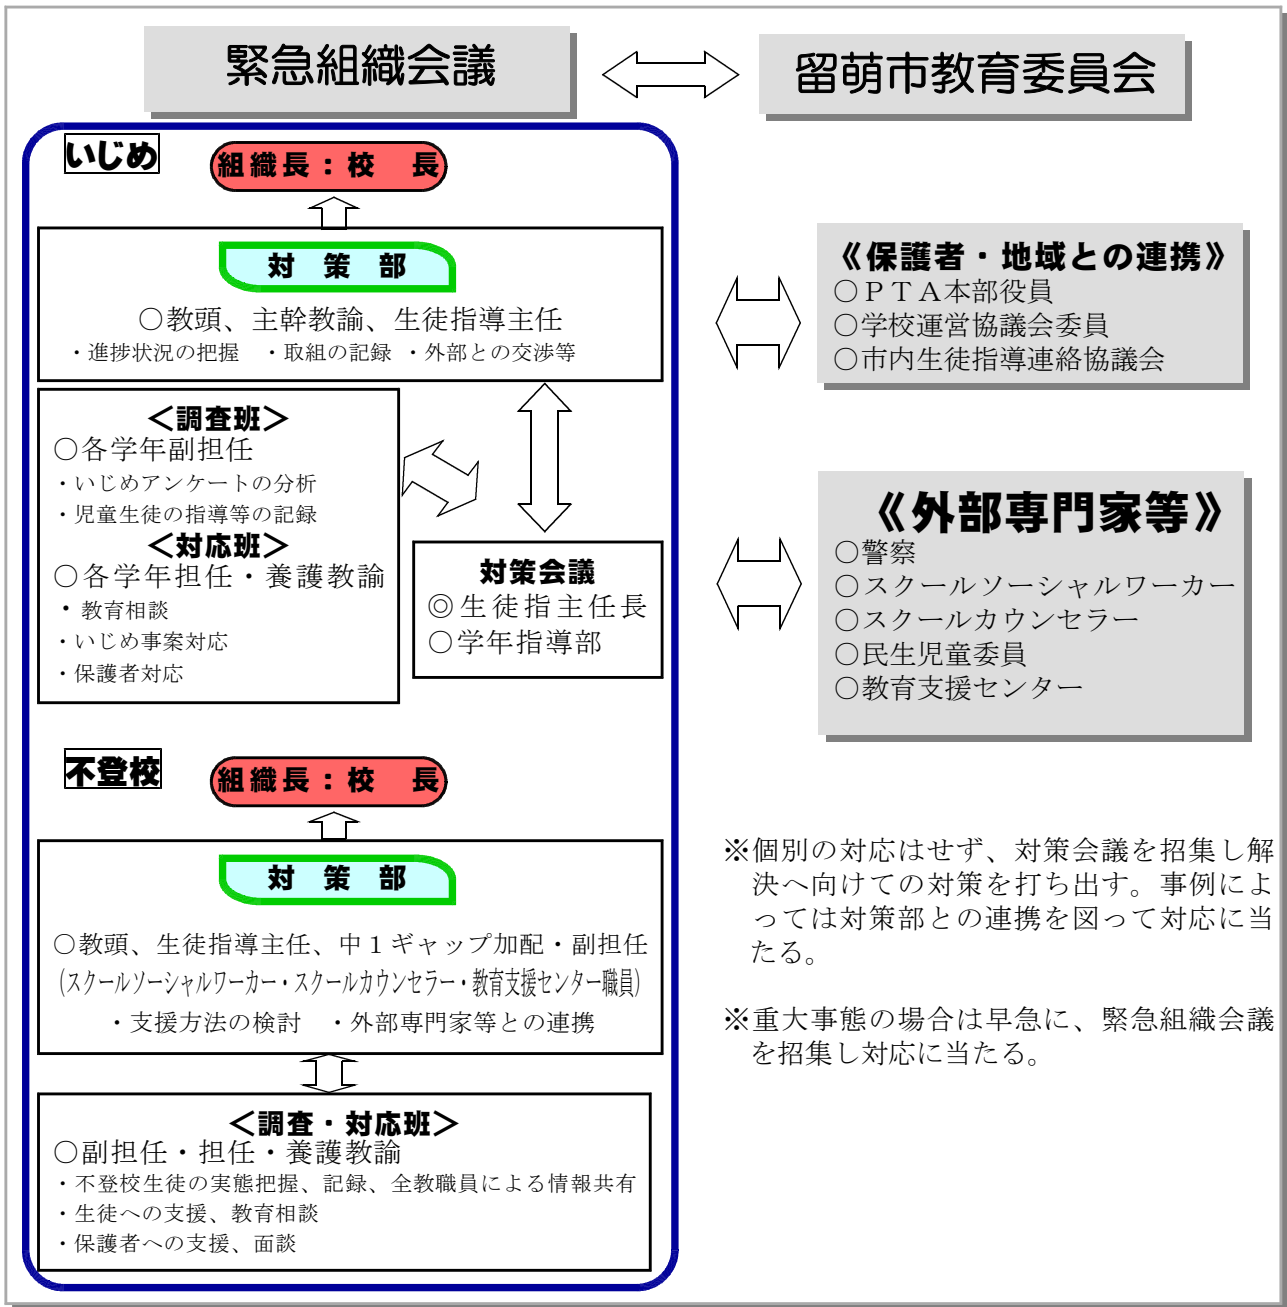 緊急組織会議
留萌市教育委員会
いじめ
組織長：校　長
対　策　部
○教頭、主幹教諭、生徒指導主任
・進捗状況の把握　・取組の記録 ・外部との交渉等
＜調査班＞
○各学年副担任
・いじめアンケートの分析
・児童生徒の指導等の記録
＜対応班＞
○各学年担任・養護教諭
・教育相談
・いじめ事案対応
・保護者対応
対策会議
◎生徒指主任長
○学年指導部
《保護者・地域との連携》
○ＰＴＡ本部役員
○学校運営協議会委員
○市内生徒指導連絡協議会
《外部専門家等》
○警察
○スクールソーシャルワーカー
○スクールカウンセラー
○民生児童委員
○教育支援センター
不登校
組織長：校　長
対　策　部
○教頭、生徒指導主任、中１ギャップ加配・副担任
(スクールソーシャルワーカー・スクールカウンセラー・教育支援センター職員)
・支援方法の検討　・外部専門家等との連携
＜調査・対応班＞
○副担任・担任・養護教諭
・不登校生徒の実態把握、記録、全教職員による情報共有
・生徒への支援、教育相談
・保護者への支援、面談
※個別の対応はせず、対策会議を招集し解
決へ向けての対策を打ち出す。事例によ
っては対策部との連携を図って対応に当
たる。
※重大事態の場合は早急に、緊急組織会議
を招集し対応に当たる。